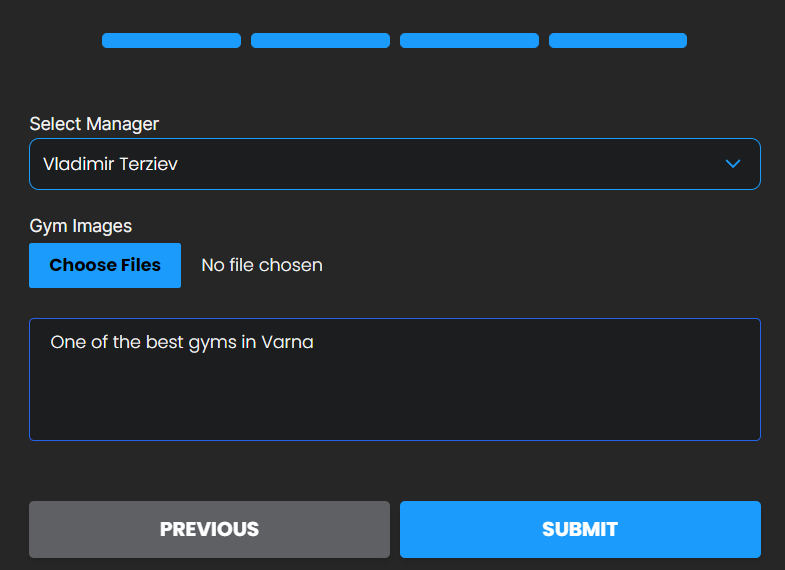 Select Manager
Vladimir Terziev
Gym Images
Choose Files No file chosen
One of the best gyms in Varna
PREVIOUS SUBMIT